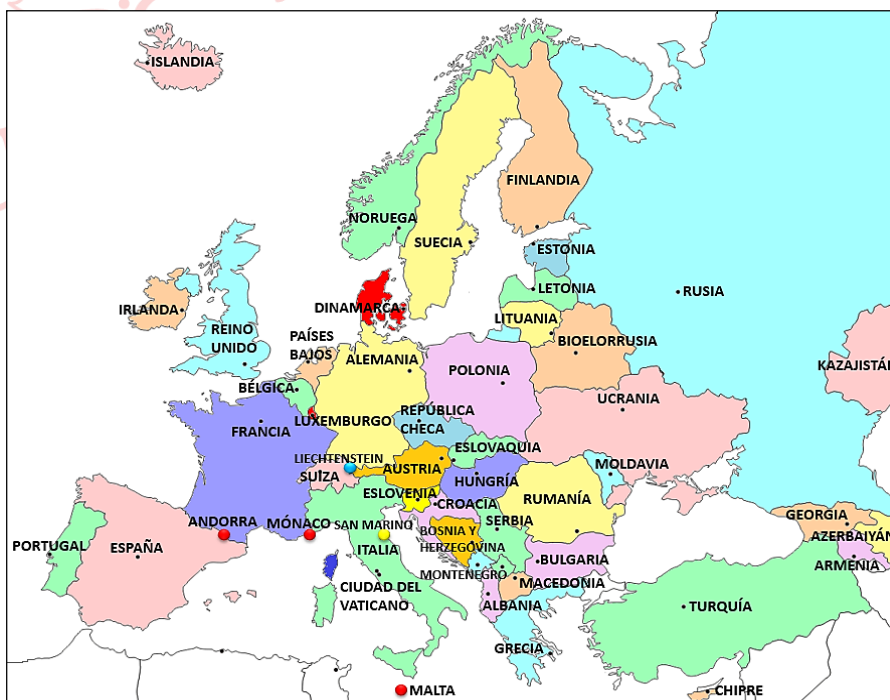 ISLANDIA
FINLANDIA
NORUEGA
SUECIA
ESTONIA
LETONIA
RUSIA
DINAMARCA
IRLANDA
LITUANIA
REINO
UNIDO
PAÍSES
BAJOS
BIOELORRUSIA
ALEMANIA
POLONIA
KAZAJISTÁN
BÉLGICA
UCRANIA
LUXEMBURGO
REPÚBLICA
CHECA
FRANCIA
ESLOVAQUIA
LIECHTENSTEIN
AUSTRIA
MOLDAVIA
SUÍZA
HUNGRÍA
ESLOVENIA
RUMANÍA
CROACIA
GEORGIA
ANDORRA
MÓNACO
SAN MARINO
SERBIA
BOSNIA Y
HERZEGOVINA
AZERBAIYÁN
PORTUGAL
ESPAÑA
ITALIA
BULGARIA
ARMENIA
MONTENEGRO
MACEDONIA
CIUDAD DEL
VATICANO
ALBANIA
TURQUÍA
GRECIA
MALTA
CHIPRE